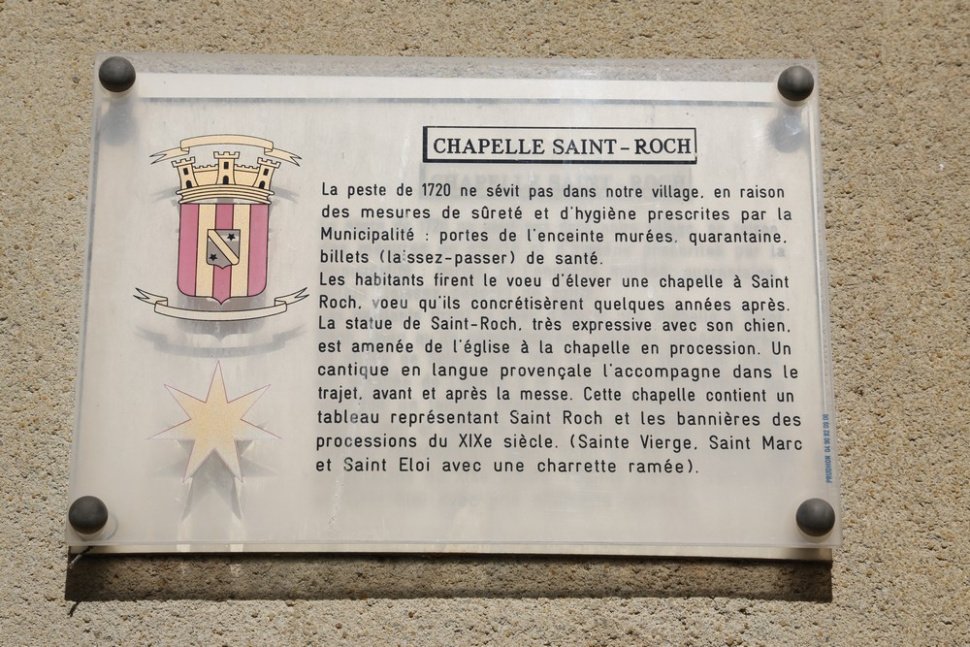 CHAPELLE SAINT-ROCH
La peste de 1720 ne sévit pas dans notre village, en raison
des mesures de sûreté et d'hygiène prescrites par la
Municipalité : portes de l'enceinte murées, quarantaine,
billets (laissez-passer) de santé.
Les habitants firent le voeu d'élever une chapelle à Saint
Roch, voeu qu'ils concrétisèrent quelques années après.
La statue de Saint-Roch, très expressive avec son chien,
est amenée de l'église à la chapelle en procession. Un
cantique en langue provençale l'accompagne dans le
trajet, avant et après la messe. Cette chapelle contient un
tableau représentant Saint Roch et les bannières des
processions du XIXe siècle. (Sainte Vierge, Saint Marc
et Saint Eloi avec une charrette ramée).